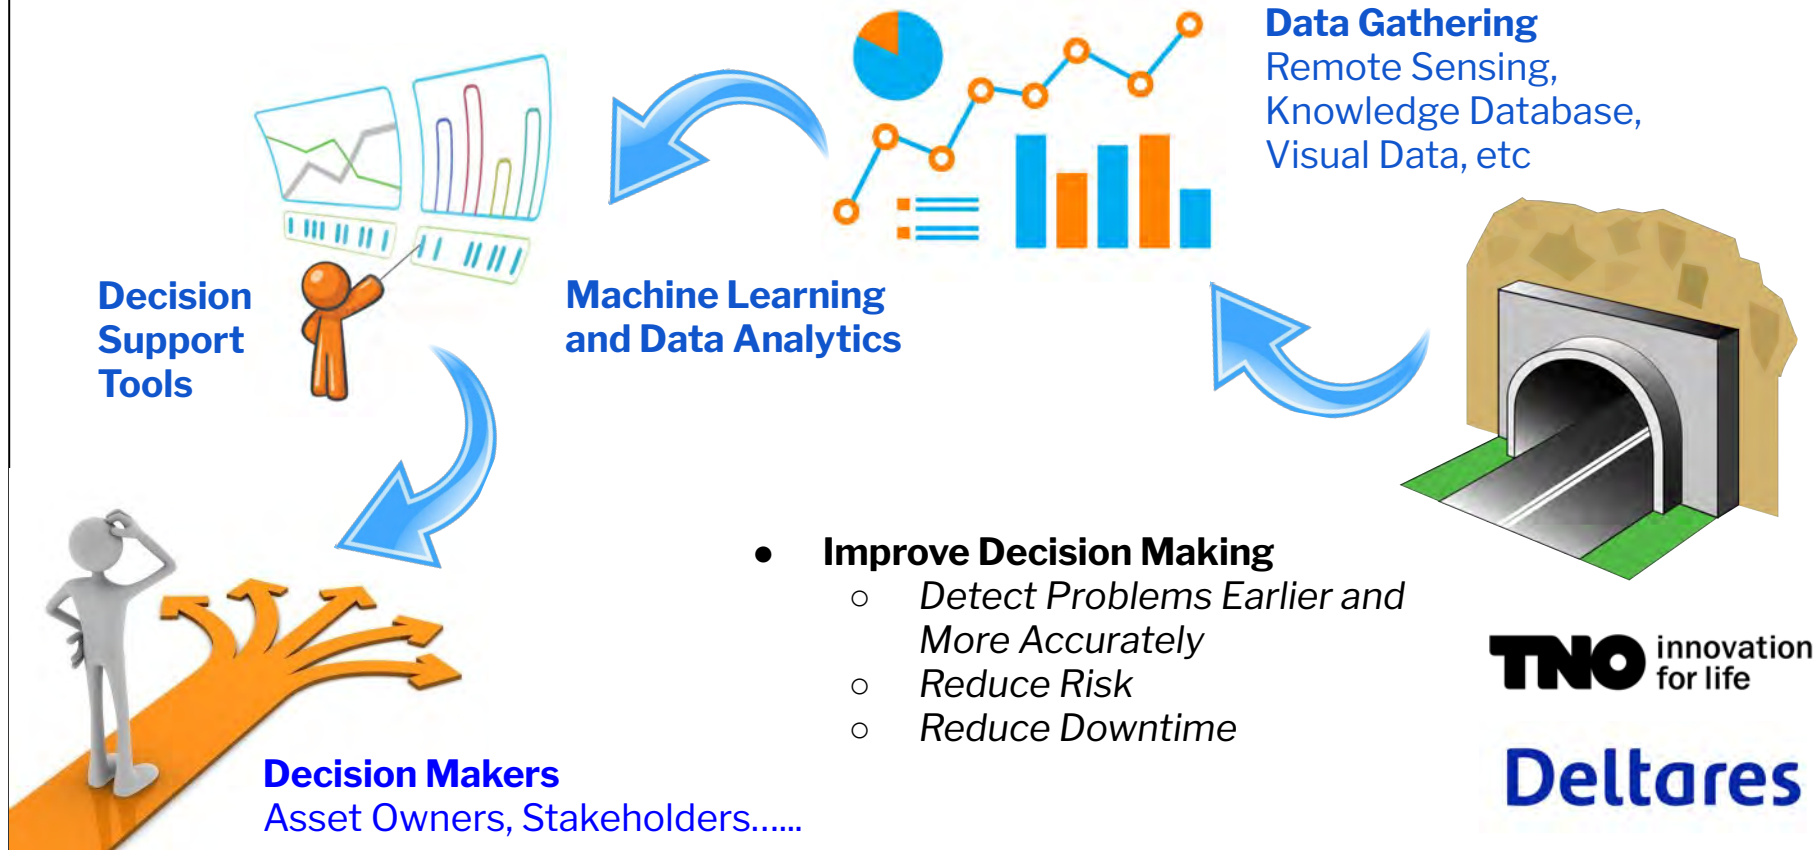 Data Gathering
Remote Sensing,
Knowledge Database,
Visual Data, etc
Machine Learning
and Data Analytics
Decision
Support
Tools
● Improve Decision Making
○ Detect Problems Earlier and
More Accurately
○ Reduce Risk
○ Reduce Downtime
Decision Makers
Asset Owners, Stakeholders......
TNO innovation
for life
Deltares